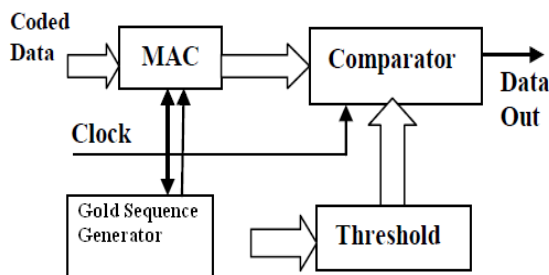 Coded
Data
MAC
Comparator
Data
Out
Clock
Gold Sequence
Generator
Threshold